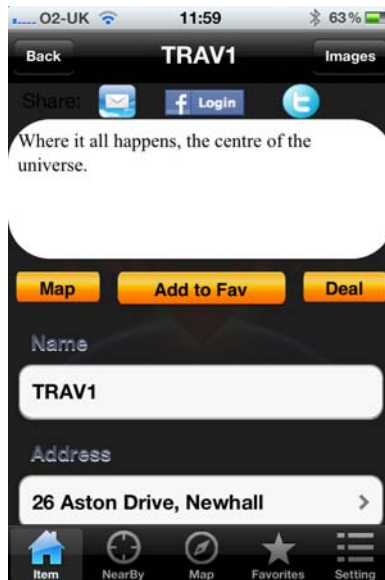 O2-UK 11:59 63%
Back TRAV1 Images
Share: f Login
Where it all happens, the centre of the
universe.
Map Add to Fav Deal
Name
TRAV1
Address
26 Aston Drive, Newhall
Item NearBy Map Favorites Setting